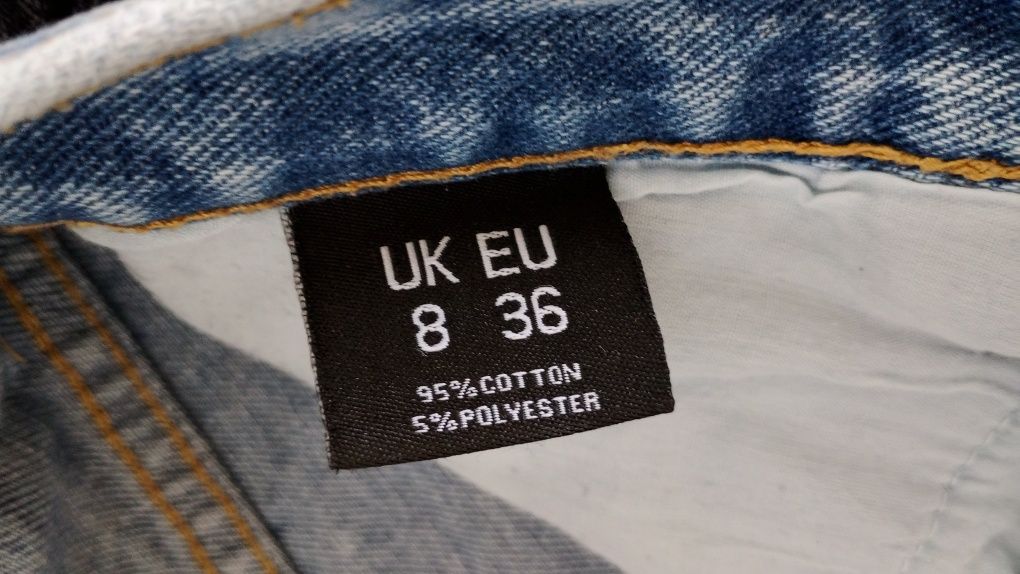 UK EU
8 36
95%COTTON
5%POLYESTER